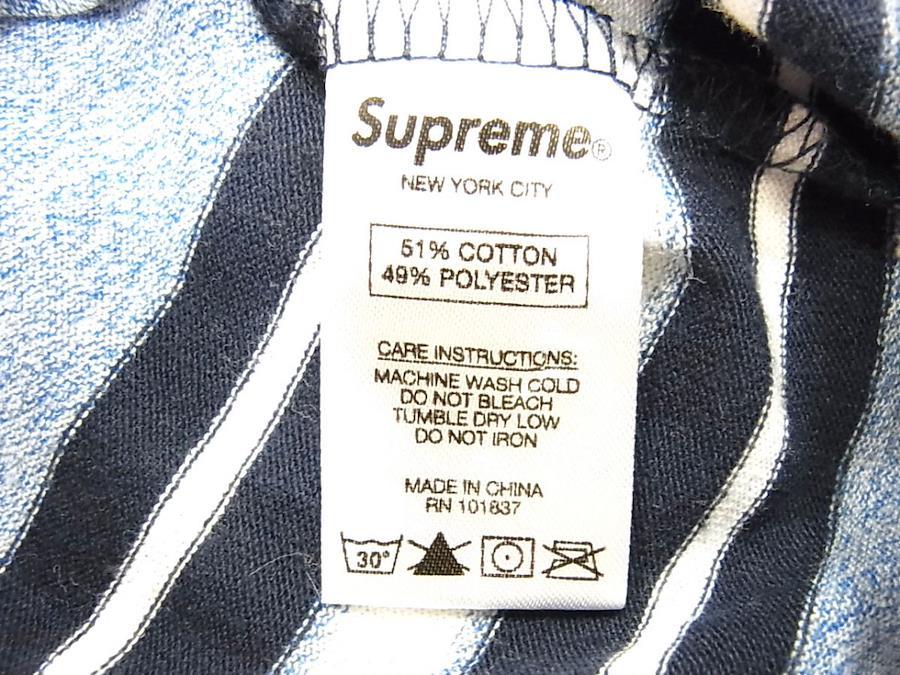 Supreme®
NEW YORK CITY
51% COTTON
49% POLYESTER
CARE INSTRUCTIONS:
MACHINE WASH COLD
DO NOT BLEACH
TUMBLE DRY LOW
DO NOT IRON
MADE IN CHINA
RN 101837
30°